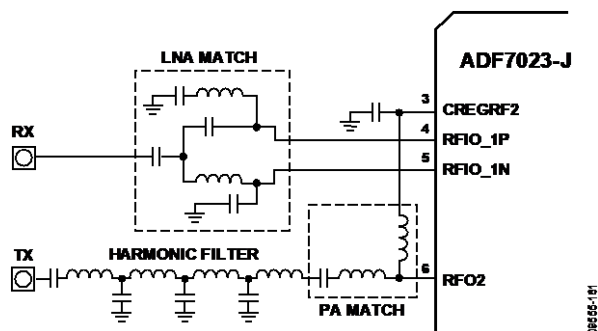 LNA MATCH
ADF7023-J
3
CREGRF2
RX
4
RFIO_1P
5
RFIO_1N
TX
HARMONIC FILTER
6
RFO2
PA MATCH
09555-161